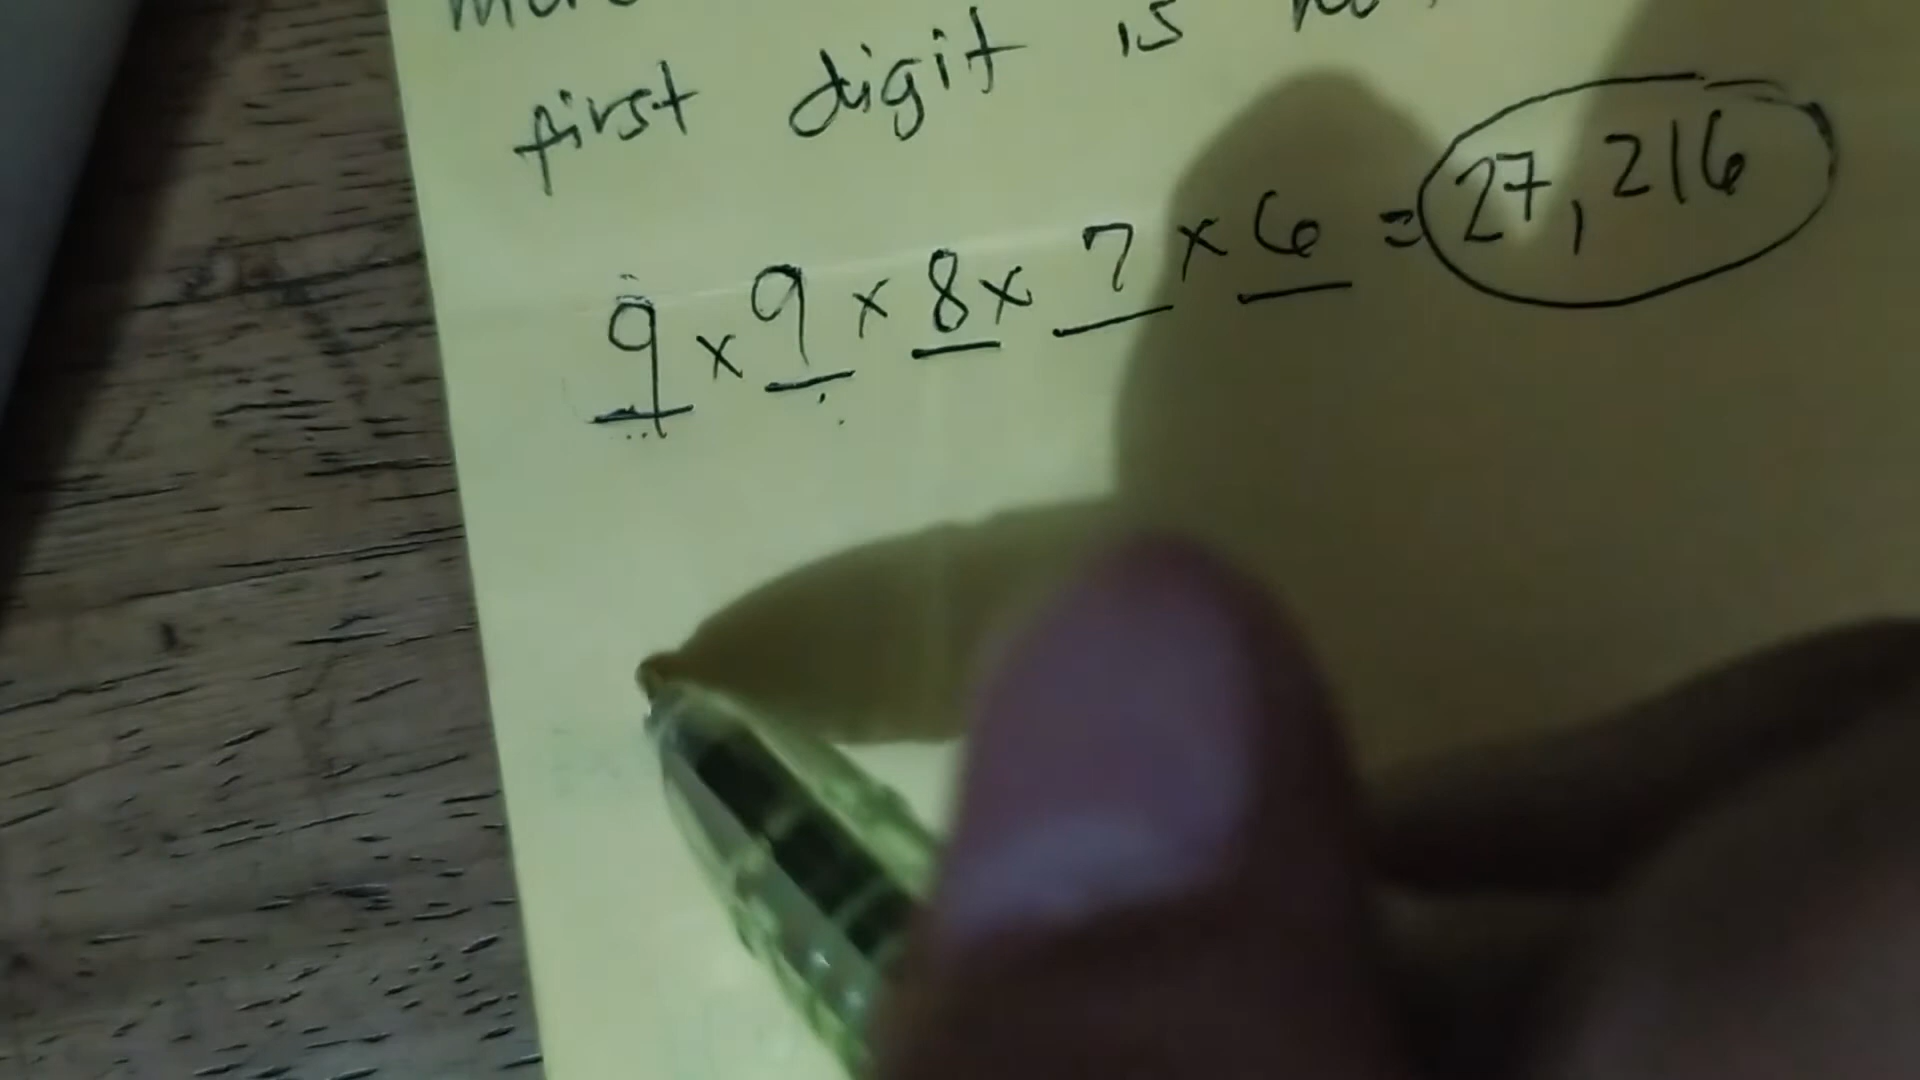 first digit is
9 x 9 x 8 x 7 x 6 = 27,216